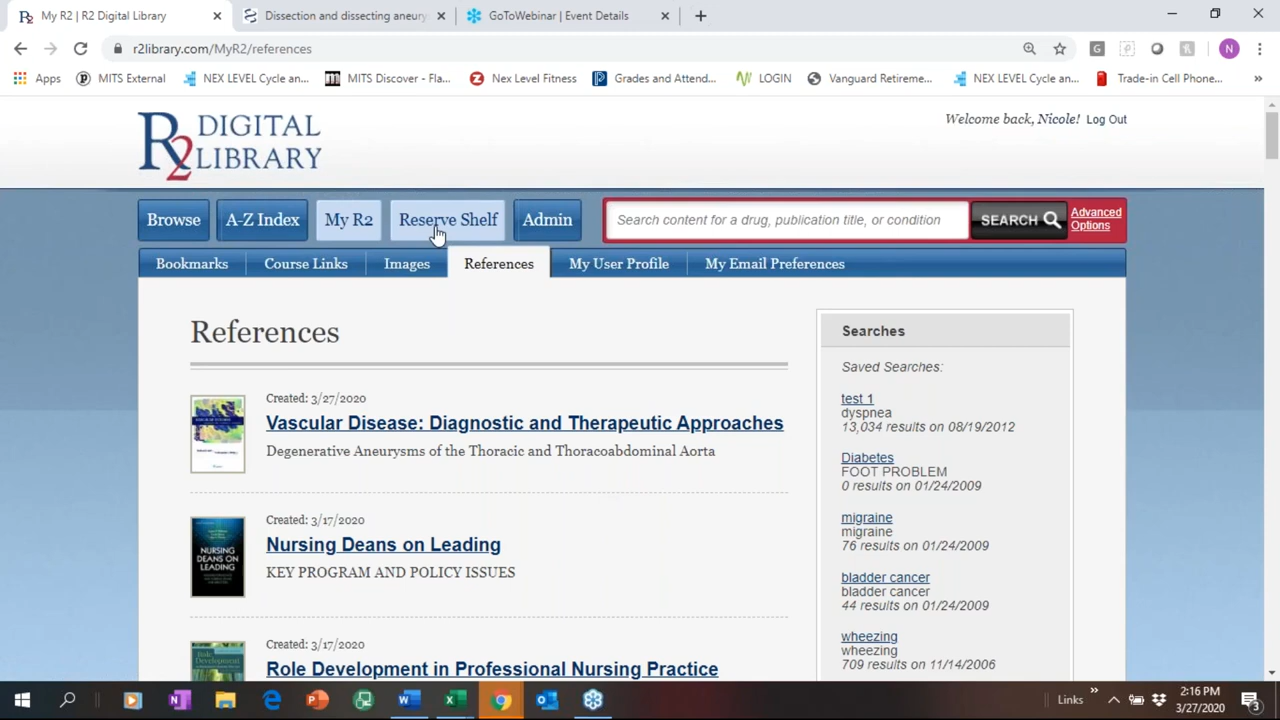 My R2 | R2 Digital Library
Dissection and dissecting aneury
GoToWebinar | Event Details
r2library.com/MyR2/references
Apps
MITS External
NEX LEVEL Cycle an...
MITS Discover - Fla...
Nex Level Fitness
Grades and Attend...
LOGIN
Vanguard Retireme...
NEX LEVEL Cycle an...
Trade-in Cell Phone...
R2 DIGITAL LIBRARY
Welcome back, Nicole! Log Out
Browse
A-Z Index
My R2
Reserve Shelf
Admin
Search content for a drug, publication title, or condition
SEARCH
Advanced
Options
Bookmarks
Course Links
Images
References
My User Profile
My Email Preferences
References
Created: 3/27/2020
Vascular Disease: Diagnostic and Therapeutic Approaches
Degenerative Aneurysms of the Thoracic and Thoracoabdominal Aorta
Created: 3/17/2020
NURSING
DEANS ON
LEADING
Nursing Deans on Leading
KEY PROGRAM AND POLICY ISSUES
Created: 3/17/2020
Role Development in Professional Nursing Practice
Searches
Saved Searches:
test 1
dyspnea
13,034 results on 08/19/2012
Diabetes
FOOT PROBLEM
0 results on 01/24/2009
migraine
migraine
76 results on 01/24/2009
bladder cancer
bladder cancer
44 results on 01/24/2009
wheezing
wheezing
709 results on 11/14/2006
Links
2:16 PM
3/27/2020
3